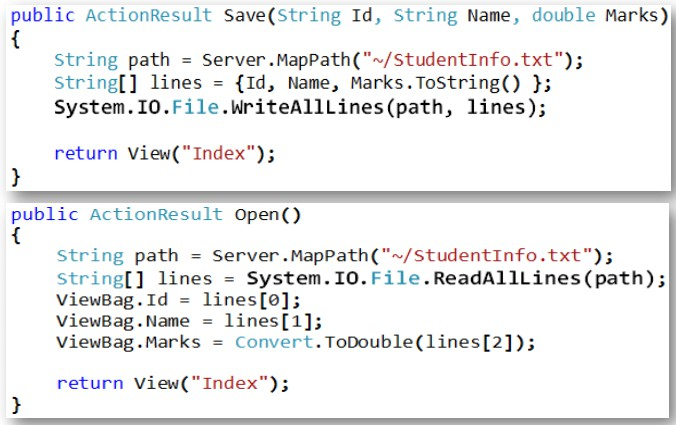 public ActionResult Save(String Id, String Name, double Marks)
{
    String path = Server.MapPath("~/StudentInfo.txt");
    String[] lines = {Id, Name, Marks.ToString() };
    System.IO.File.WriteAllLines(path, lines);

    return View("Index");
}
public ActionResult Open()
{
    String path = Server.MapPath("~/StudentInfo.txt");
    String[] lines = System.IO.File.ReadAllLines(path);
    ViewBag.Id = lines[0];
    ViewBag.Name = lines[1];
    ViewBag.Marks = Convert.ToDouble(lines[2]);

    return View("Index");
}